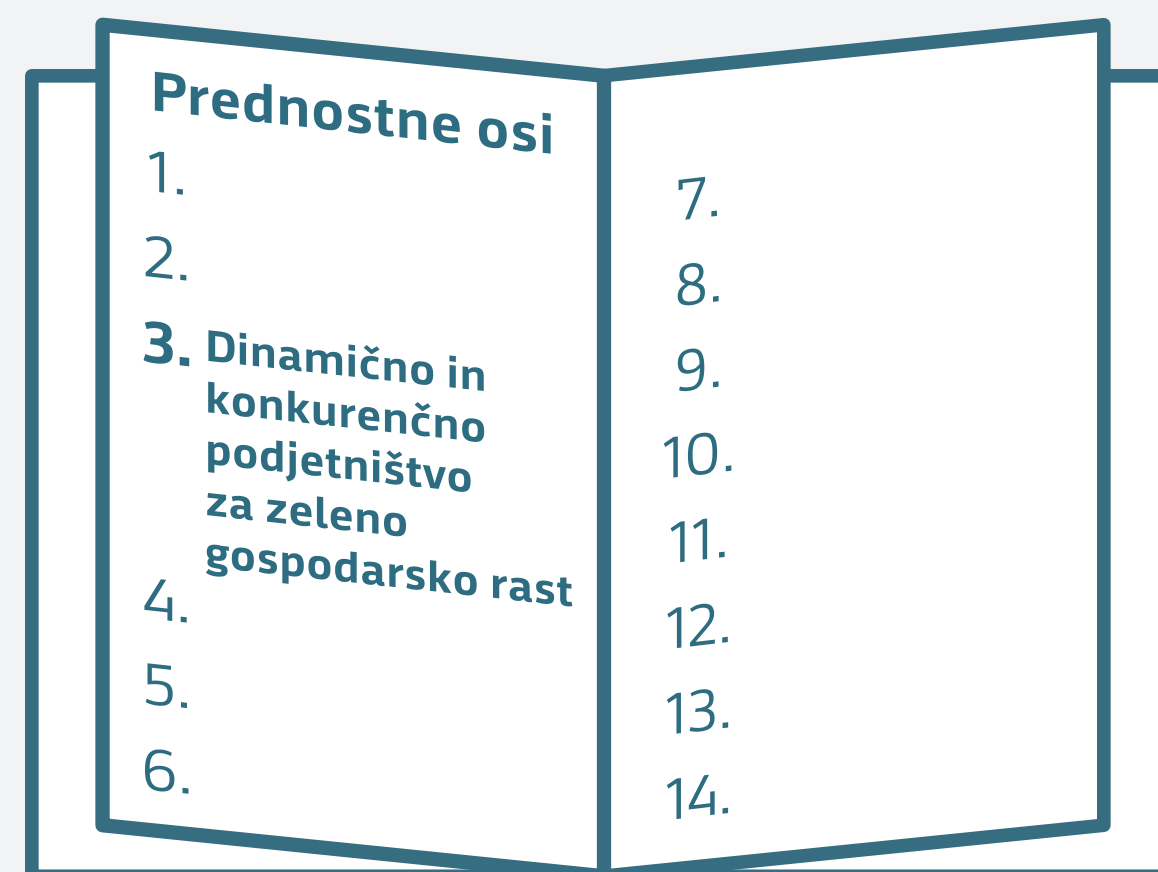 Prednostne osi
1.
2.
3. Dinamično in
konkurenčno
podjetništvo
za zeleno
gospodarsko rast
4.
5.
6.
7.
8.
9.
10.
11.
12.
13.
14.